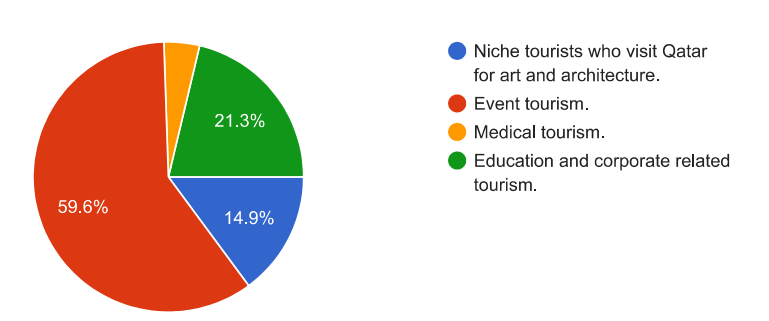 Niche tourists who visit Qatar
for art and architecture.
Event tourism.
Medical tourism.
Education and corporate related
tourism.
21.3%
59.6%
14.9%